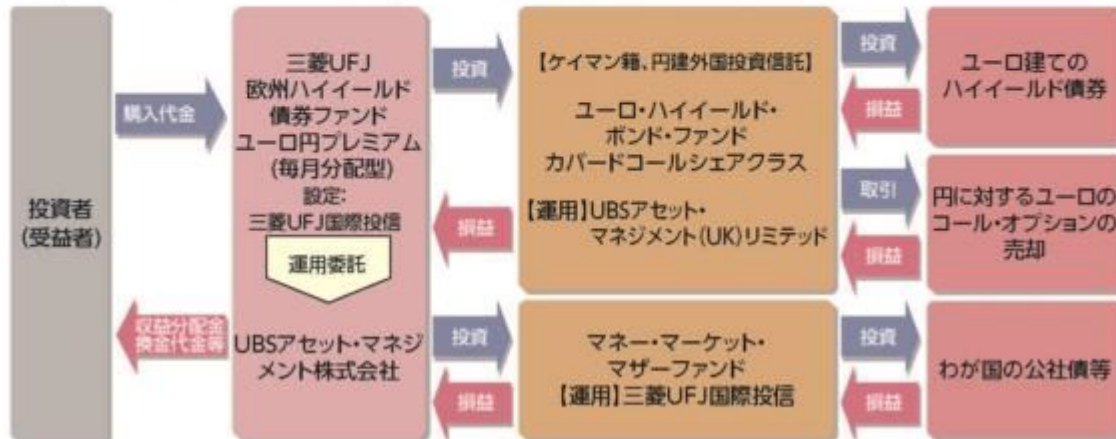 投資者
(受益者)
購入代金
収益分配金
換金代金等
三菱UFJ
欧州ハイイールド
債券ファンド
ユーロ円プレミアム
(毎月分配型)
設定:
三菱UFJ国際投信
運用委託
UBSアセット・マネジ
メント株式会社
投資
損益
投資
損益
【ケイマン籍、円建外国投資信託】
ユーロ・ハイイールド・
ボンド・ファンド
カバードコールシェアクラス
【運用】UBSアセット・
マネジメント(UK)リミテッド
マネー・マーケット・
マザーファンド
【運用】三菱UFJ国際投信
投資
損益
取引
損益
投資
損益
ユーロ建ての
ハイイールド債券
円に対するユーロの
コール・オプションの
売却
わが国の公社債等